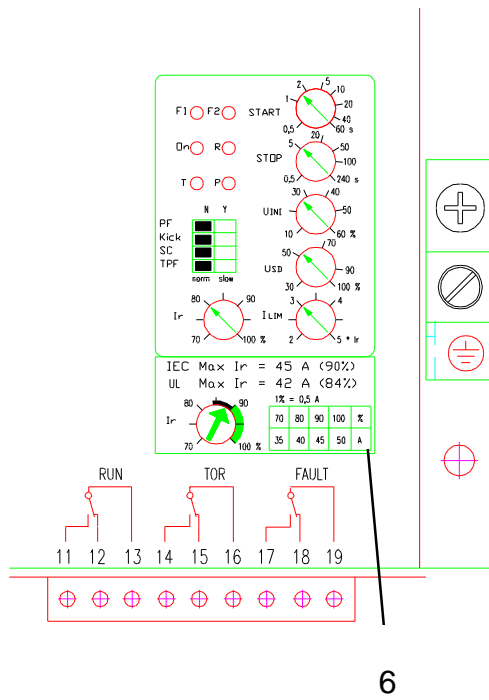 F1 F2 START 0,5 1 2 5 10 20 40 60 s
On R STOP 0,5 5 20 50 100 240 s
T P
N Y
UINI 10 30 40 50 60 %
PF
Kick
SC
TPF
norm slow
USD 30 50 70 90 100 %
Ir 70 80 90 100 %
ILIM 2 3 4 5 * Ir
IEC Max Ir = 45 A (90%)
UL Max Ir = 42 A (84%)
1% = 0,5 A
Ir 70 80 90 100 %
70 80 90 100 %
35 40 45 50 A
RUN TOR FAULT
11 12 13 14 15 16 17 18 19
6